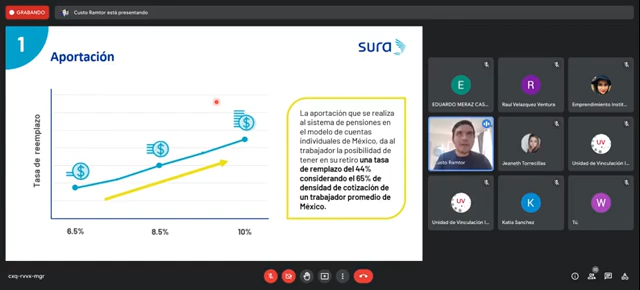 GRABANDO
Custo Ramtor está presentando
1
sura
Aportación
Tasa de reemplazo
6.5%
8.5%
10%
La aportación que se realiza
al sistema de pensiones en
el modelo de cuentas
individuales de México, da al
trabajador la posibilidad de
tener en su retiro una tasa
de remplazo del 44%
considerando el 65% de
densidad de cotización de
un trabajador promedio de
México.
E
EDUARDO MERAZ CAS...
R
Raul Velazquez Ventura
Emprendimiento Instit...
Custo Ramtor
Jeaneth Torrecillas
UV
Unidad de Vinculación I...
UV
Unidad de Vinculación I...
K
Katia Sanchez
W
Tú